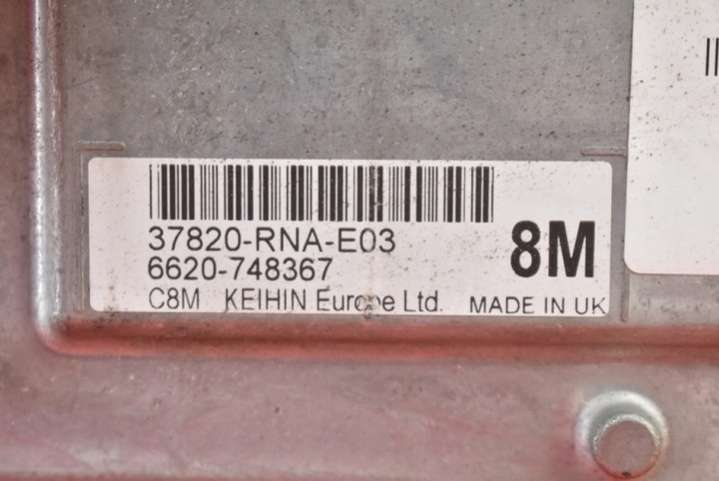 37820-RNA-E03
6620-748367
8M
C8M KEIHIN Europe Ltd. MADE IN UK